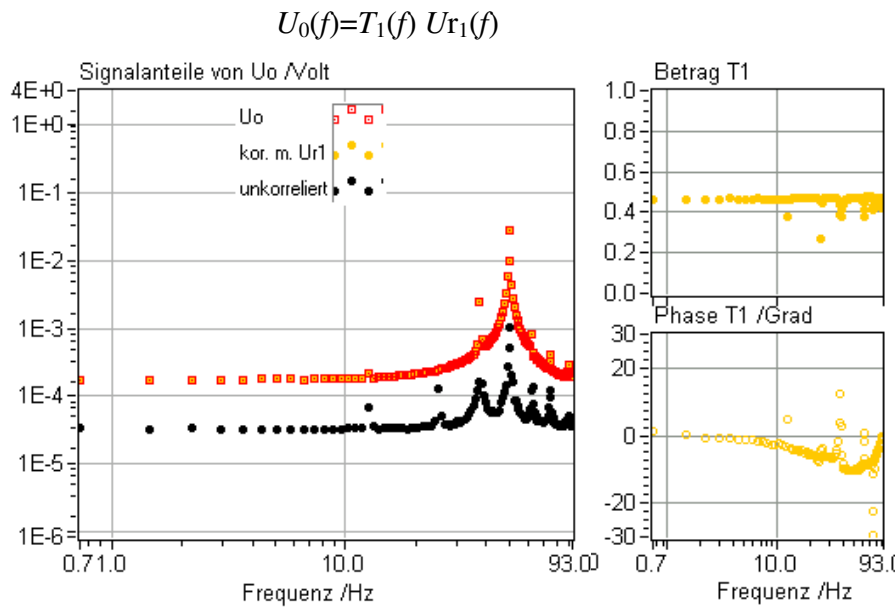 U₀(f)=T₁(f) Ur₁(f)
Signalanteile von Uo /Volt
4E+0
1E+0
1E-1
1E-2
1E-3
1E-4
1E-5
1E-6
Uo
kor. m. Ur1
unkorreliert
0.71.0
10.0
93.0
Frequenz /Hz
Betrag T1
1.0
0.8
0.6
0.4
0.2
0.0
Phase T1 /Grad
30
20
0
-20
-30
0.7
10.0
93.0
Frequenz /Hz